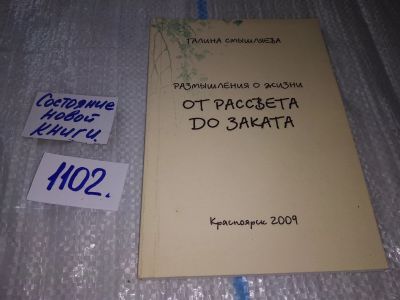 ГАЛИНА СМЫШЛЯЕВА
РАЗМЫШЛЕНИЯ О ЖИЗНИ
ОТ РАССВЕТА
ДО ЗАКАТА
Красноярск 2009
Состояние
новой
книги.
1102.